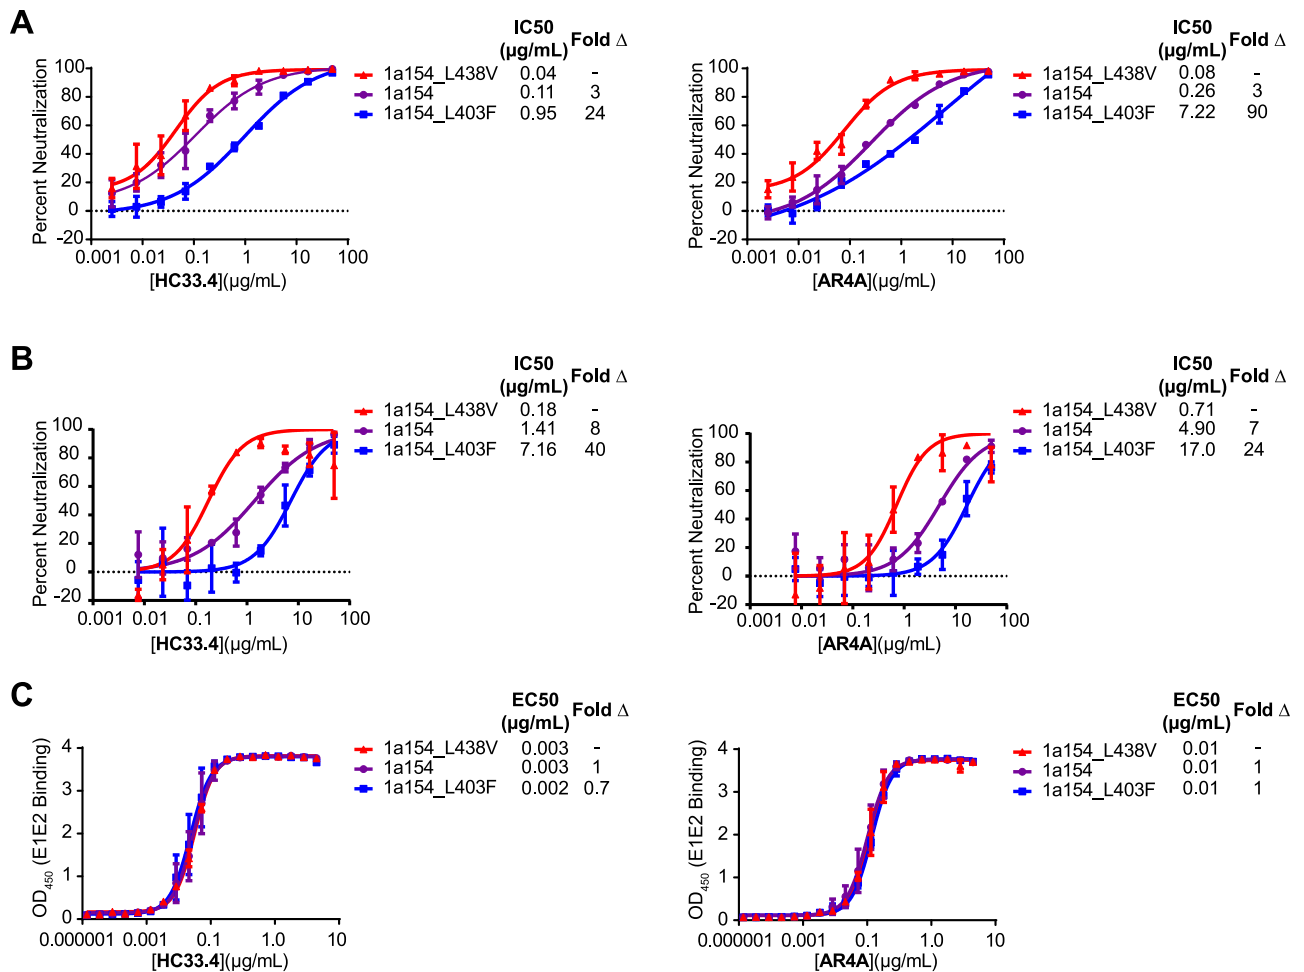 A
IC50
(µg/mL) Fold Δ
1a154_L438V 0.04 -
1a154 0.11 3
1a154_L403F 0.95 24
Percent Neutralization
100
80
60
40
20
0
-20
0.001 0.01 0.1 1 10 100
[HC33.4](µg/mL)
IC50
(µg/mL) Fold Δ
1a154_L438V 0.08 -
1a154 0.26 3
1a154_L403F 7.22 90
Percent Neutralization
100
80
60
40
20
0
-20
0.001 0.01 0.1 1 10 100
[AR4A](µg/mL)
B
IC50
(µg/mL) Fold Δ
1a154_L438V 0.18 -
1a154 1.41 8
1a154_L403F 7.16 40
Percent Neutralization
100
80
60
40
20
0
-20
0.001 0.01 0.1 1 10 100
[HC33.4](µg/mL)
IC50
(µg/mL) Fold Δ
1a154_L438V 0.71 -
1a154 4.90 7
1a154_L403F 17.0 24
Percent Neutralization
100
80
60
40
20
0
-20
0.001 0.01 0.1 1 10 100
[AR4A](µg/mL)
C
EC50
(µg/mL) Fold Δ
1a154_L438V 0.003 -
1a154 0.003 1
1a154_L403F 0.002 0.7
OD450 (E1E2 Binding)
4
3
2
1
0
0.000001 0.001 0.1 1.0 10
[HC33.4](µg/mL)
EC50
(µg/mL) Fold Δ
1a154_L438V 0.01 -
1a154 0.01 1
1a154_L403F 0.01 1
OD450 (E1E2 Binding)
4
3
2
1
0
0.000001 0.001 0.1 1.0 10
[AR4A](µg/mL)